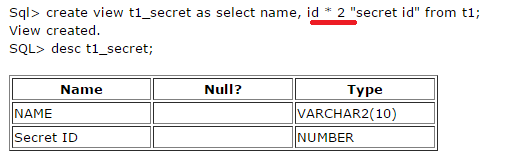 Sql> create view t1_secret as select name, id * 2 "secret id" from t1;
View created.
SQL> desc t1_secret;
Name Null? Type
NAME VARCHAR2(10)
Secret ID NUMBER